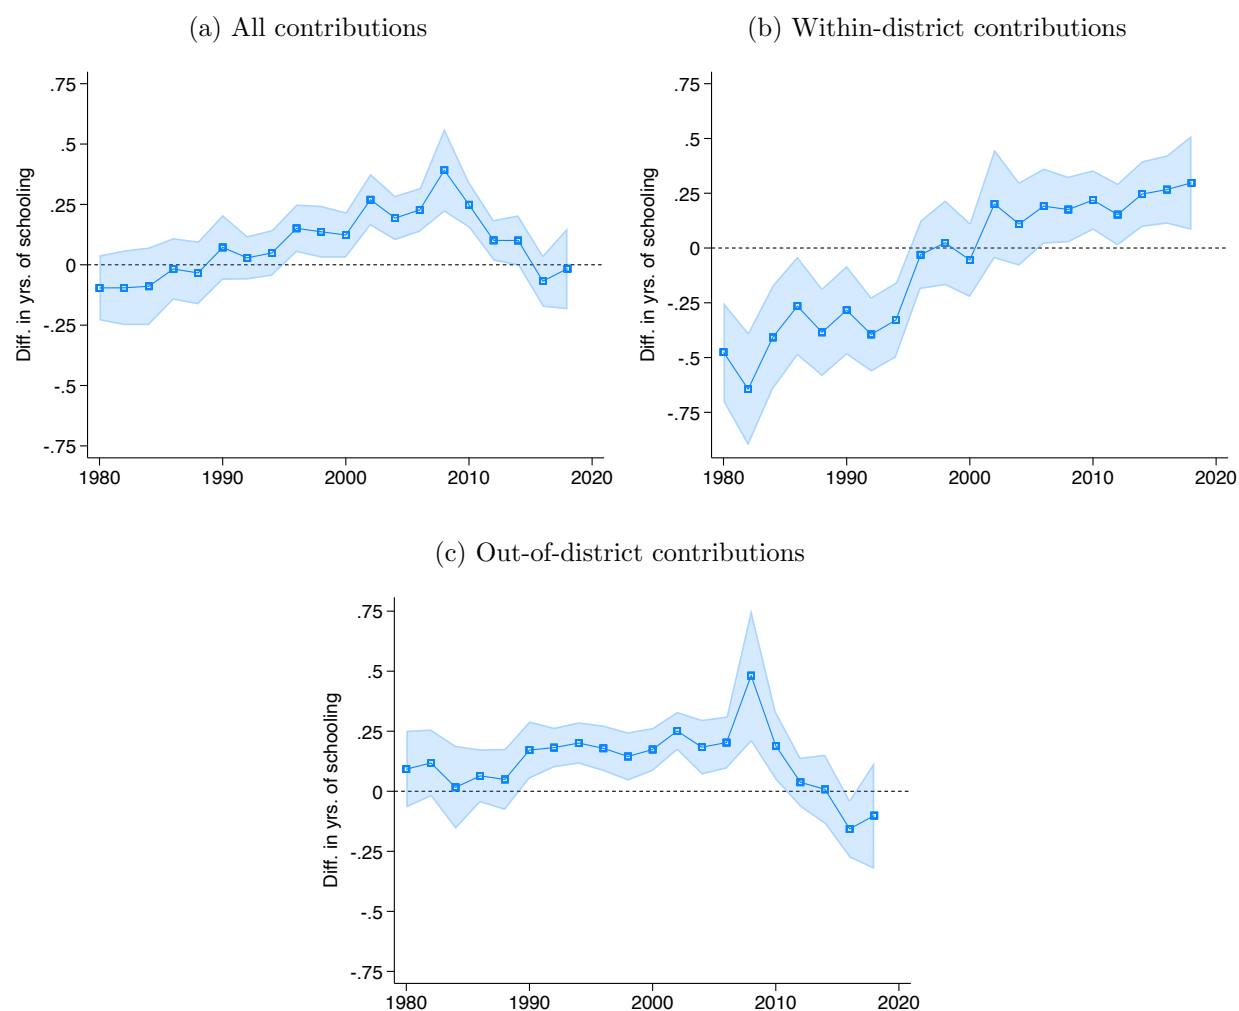 (a) All contributions
(b) Within-district contributions
Diff. in yrs. of schooling
.75
.5
.25
0
-.25
-.5
-.75
1980 1990 2000 2010 2020
Diff. in yrs. of schooling
.75
.5
.25
0
-.25
-.5
-.75
1980 1990 2000 2010 2020
(c) Out-of-district contributions
Diff. in yrs. of schooling
.75
.5
.25
0
-.25
-.5
-.75
1980 1990 2000 2010 2020